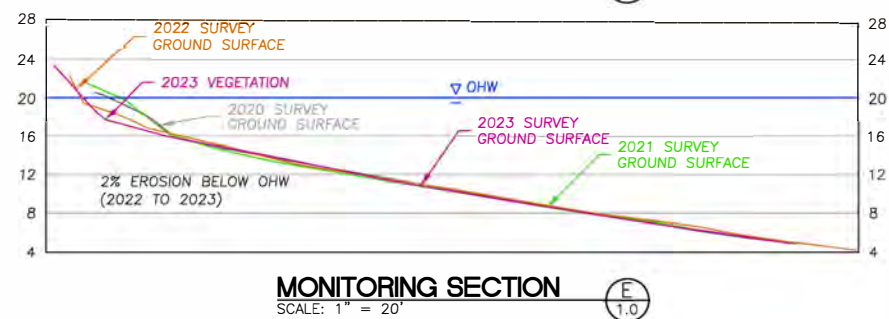 28
24
20
16
12
8
4
2022 SURVEY
GROUND SURFACE
2023 VEGETATION
2020 SURVEY
GROUND SURFACE
OHW
2023 SURVEY
GROUND SURFACE
2021 SURVEY
GROUND SURFACE
2% EROSION BELOW OHW
(2022 TO 2023)
28
24
20
16
12
8
4
MONITORING SECTION
SCALE: 1" = 20'
E
1.0